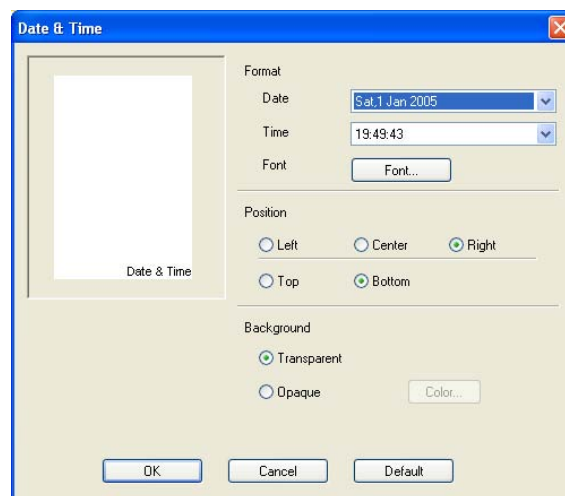 Date & Time
Format
Date
Sat,1 Jan 2005
Time
19:49:43
Font
Font...
Position
Left
Center
Right
Top
Bottom
Date & Time
Background
Transparent
Opaque
Color...
OK
Cancel
Default